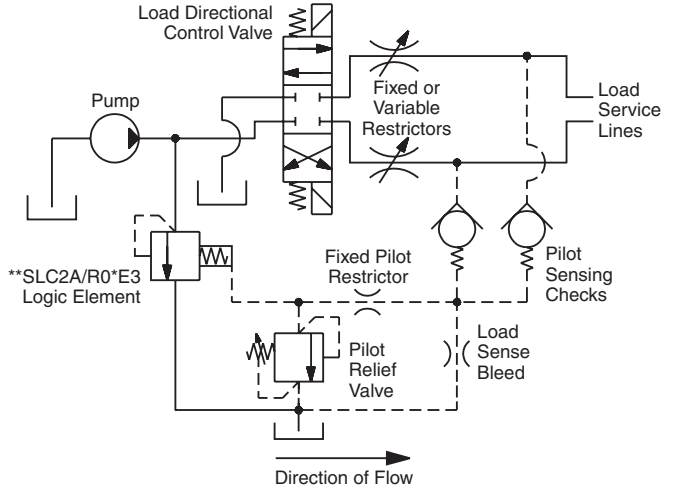 Load Directional
Control Valve
Pump
Fixed or
Variable
Restrictors
Load
Service
Lines
**SLC2A/R0*E3
Logic Element
Fixed Pilot
Restrictor
Pilot
Sensing
Checks
Pilot
Relief
Valve
Load
Sense
Bleed
Direction of Flow